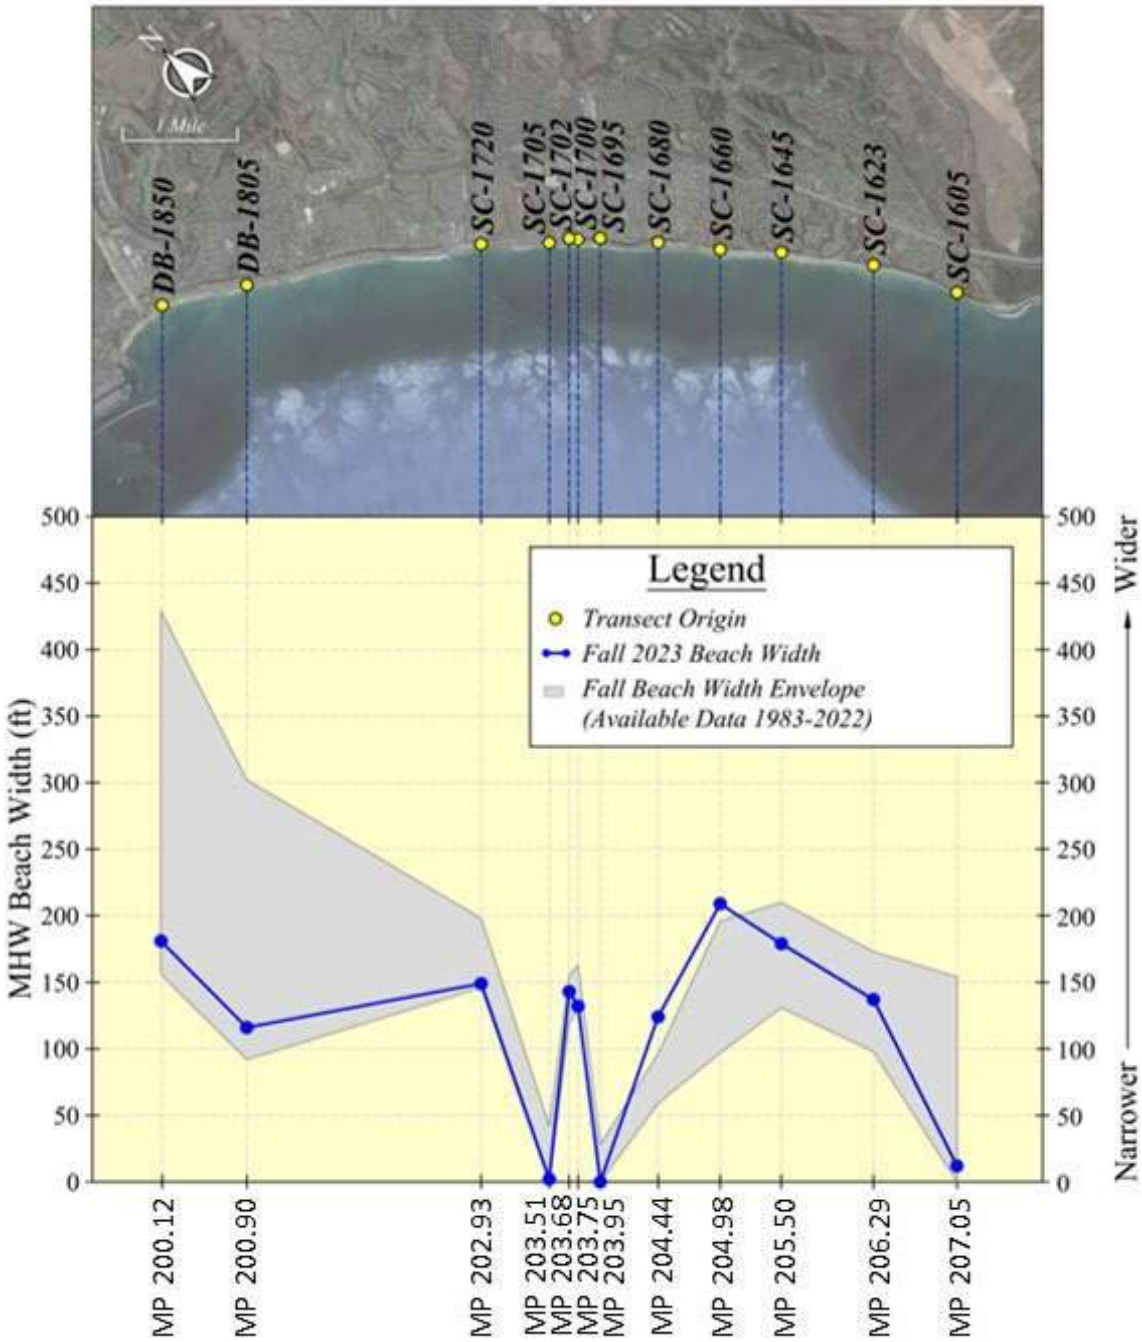 N
1 Mile
DB-1850
DB-1805
SC-1720
SC-1705
SC-1702
SC-1700
SC-1695
SC-1680
SC-1660
SC-1645
SC-1623
SC-1605
500
450
400
350
300
250
200
150
100
50
0
MHW Beach Width (ft)
Legend
Transect Origin
Fall 2023 Beach Width
Fall Beach Width Envelope
(Available Data 1983-2022)
500
450
400
350
300
250
200
150
100
50
0
Wider
Narrower
MP 200.12
MP 200.90
MP 202.93
MP 203.51
MP 203.68
MP 203.75
MP 203.95
MP 204.44
MP 204.98
MP 205.50
MP 206.29
MP 207.05